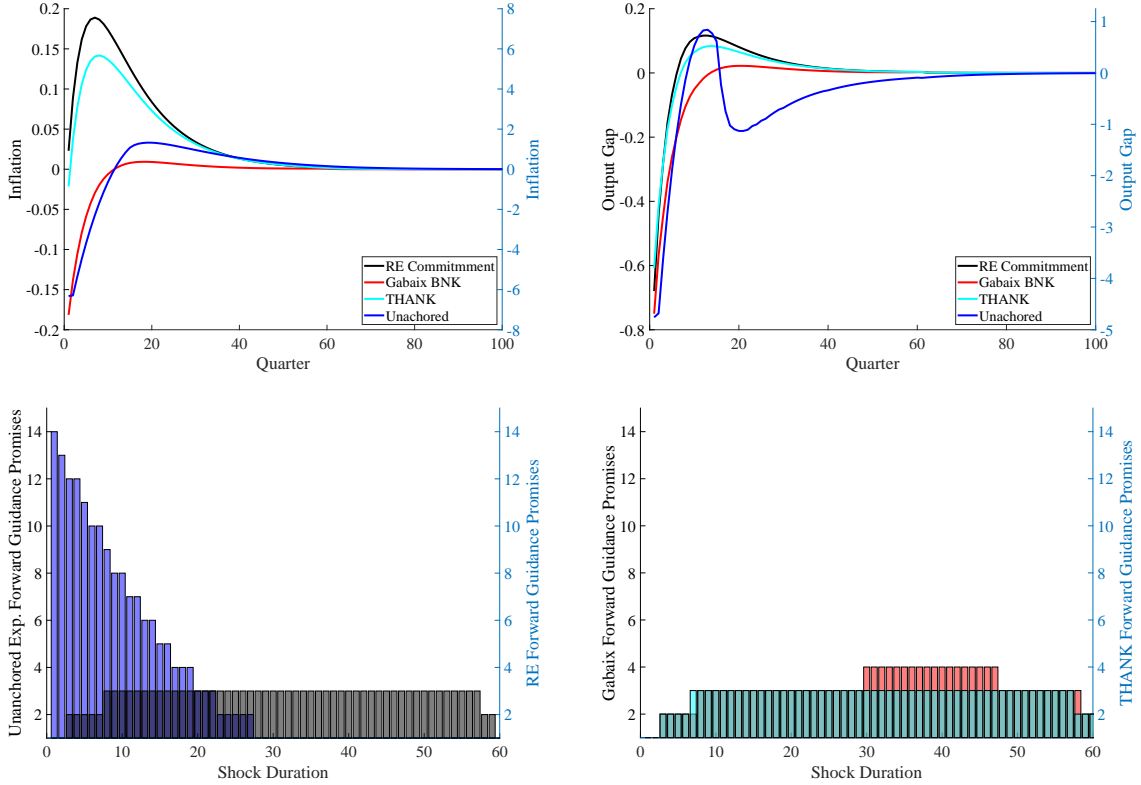 0.2
0.15
0.1
0.05
0
-0.05
-0.1
-0.15
-0.2
Inflation
8
6
4
2
0
-2
-4
-6
-8
Inflation
RE Commitmment
Gabaix BNK
THANK
Unachored
0 20 40 60 80 100
Quarter
0.2
0
-0.2
-0.4
-0.6
-0.8
Output Gap
1
0
-1
-2
-3
-4
-5
Output Gap
RE Commitmment
Gabaix BNK
THANK
Unachored
0 20 40 60 80 100
Quarter
14
12
10
8
6
4
2
Unanchored Exp. Forward Guidance Promises
14
12
10
8
6
4
2
RE Forward Guidance Promises
0 10 20 30 40 50 60
Shock Duration
14
12
10
8
6
4
2
Gabaix Forward Guidance Promises
14
12
10
8
6
4
2
THANK Forward Guidance Promises
0 10 20 30 40 50 60
Shock Duration